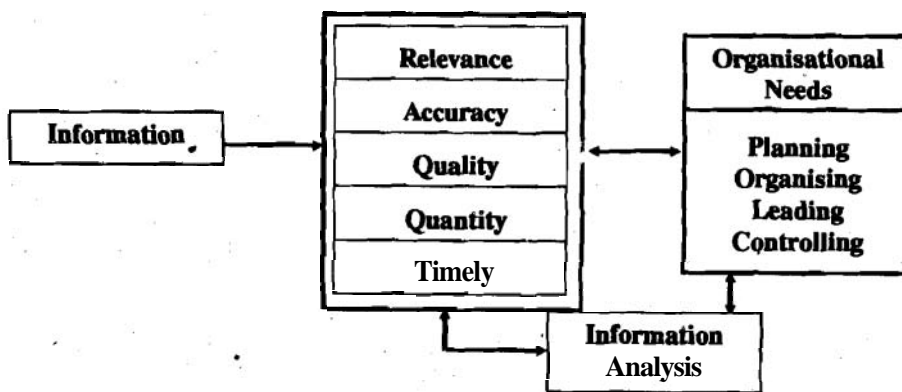 Information
Relevance
Accuracy
Quality
Quantity
Timely
Organisational
Needs
Planning
Organising
Leading
Controlling
Information
Analysis